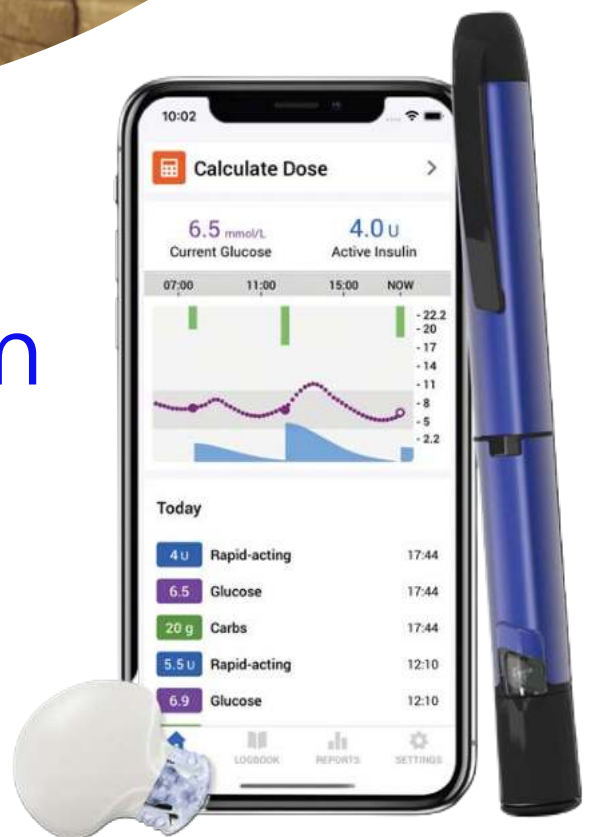 10:02
Calculate Dose >
6.5 mmol/L 4.0 U
Current Glucose Active Insulin
07:00 11:00 15:00 NOW
- 22.2
- 20
- 17
- 14
- 11
- 8
- 5
- 2.2
n
Today
4 U Rapid-acting 17:44
6.5 Glucose 17:44
20 g Carbs 17:44
5.5 U Rapid-acting 12:10
6.9 Glucose 12:10
LOGBOOK REPORTS SETTINGS